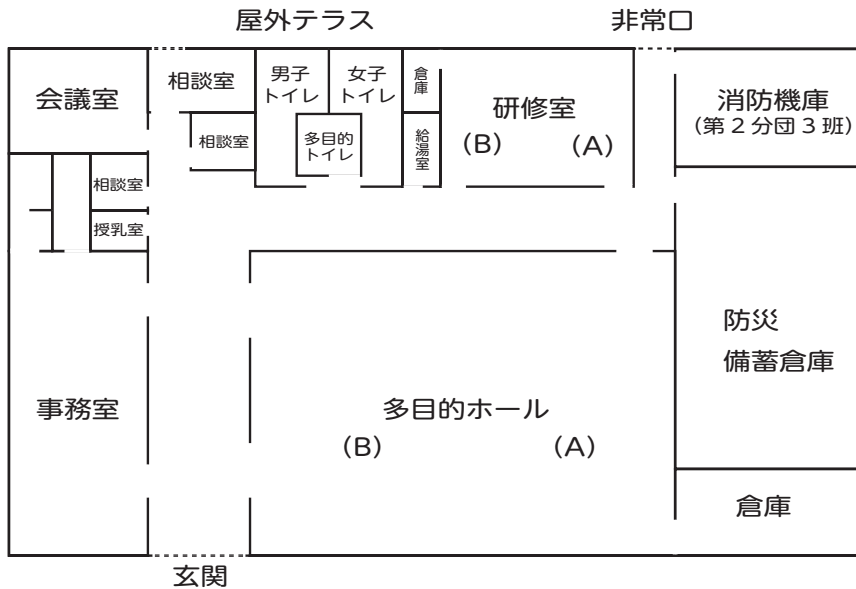 屋外テラス
非常口
会議室
相談室
男子
トイレ
女子
トイレ
倉庫
研修室
(B)
(A)
消防機庫
(第2分団3班)
相談室
多目的
トイレ
給湯室
相談室
授乳室
防災
備蓄倉庫
事務室
多目的ホール
(B)
(A)
倉庫
玄関